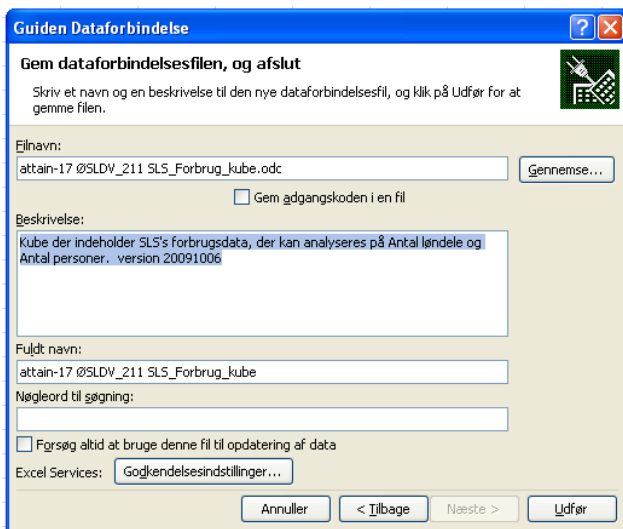 Guiden Dataforbindelse
Gem dataforbindelsesfilen, og afslut
Skriv et navn og en beskrivelse til den nye dataforbindelsesfil, og klik på Udfør for at
gemme filen.
Filnavn:
attain-17 ØSLDV_211 SLS_Forbrug_kube.odc
Gennemse...
Gem adgangskoden i en fil
Beskrivelse:
Kube der indeholder SLS's forbrugsdata, der kan analyseres på Antal løndele og
Antal personer.  version 20091006
Fuldt navn:
attain-17 ØSLDV_211 SLS_Forbrug_kube
Nøgleord til søgning:
Forsøg altid at bruge denne fil til opdatering af data
Excel Services:
Godkendelsesindstillinger...
Annuller
< Tilbage
Næste >
Udfør